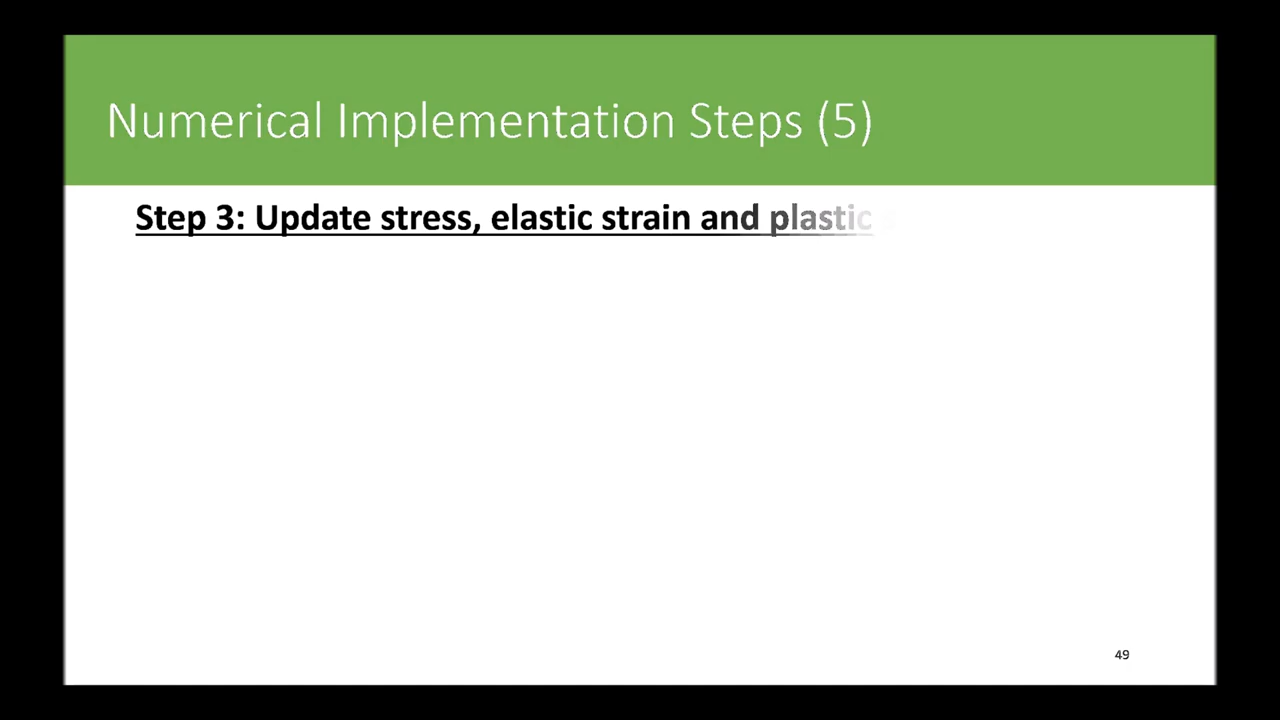 Numerical Implementation Steps (5)
Step 3: Update stress, elastic strain and plastic
49